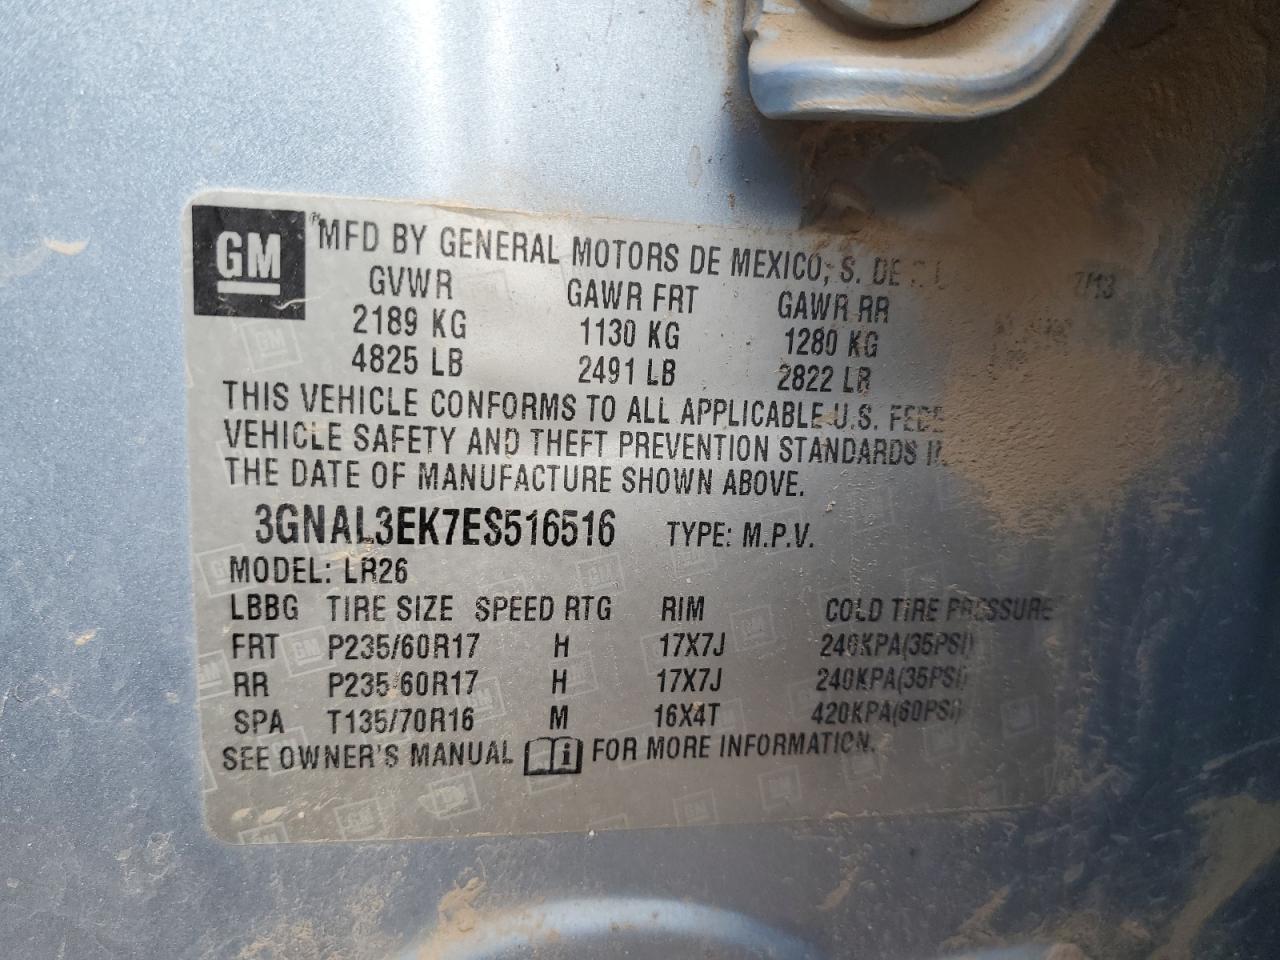 GM
MFD BY GENERAL MOTORS DE MEXICO, S. DE 7/13
GVWR GAWR FRT GAWR RR
2189 KG 1130 KG 1280 KG
4825 LB 2491 LB 2822 LB
THIS VEHICLE CONFORMS TO ALL APPLICABLE U.S.
VEHICLE SAFETY AND THEFT PREVENTION STANDARDS
THE DATE OF MANUFACTURE SHOWN ABOVE.
3GNAL3EK7ES516516 TYPE: M.P.V.
MODEL: LR26
LBBG TIRE SIZE SPEED RTG RIM COLD TIRE PRESSURE
FRT P235/60R17 H 17X7J 240KPA(35PSI)
RR P235/60R17 H 17X7J 240KPA(35PSI)
SPA T135/70R16 M 16X4T 420KPA(60PSI)
SEE OWNER'S MANUAL FOR MORE INFORMATION.